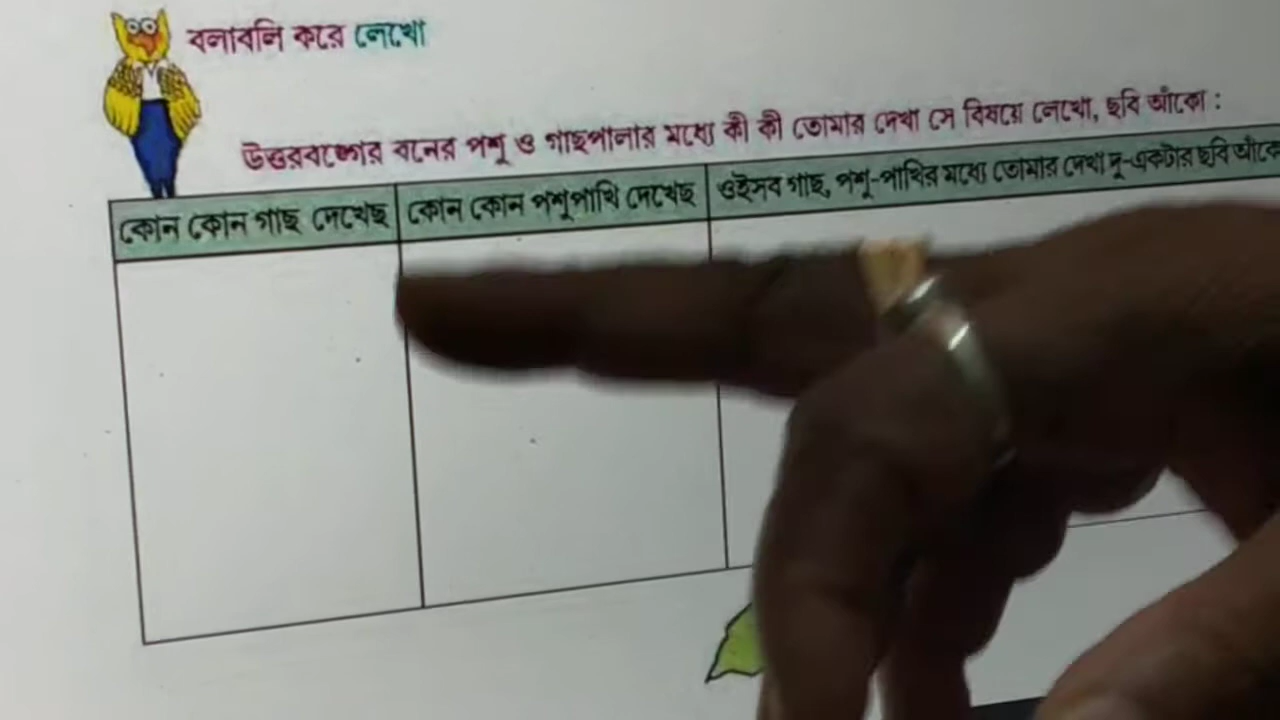 বলাবলি করে লেখো
উত্তরবঙ্গের বনের পশু ও গাছপালার মধ্যে কী কী তোমার দেখা সে বিষয়ে লেখো, ছবি আঁকো :
কোন কোন গাছ দেখেছ
কোন কোন পশুপাখি দেখেছ
ওইসব গাছ, পশু-পাখির মধ্যে তোমার দেখা দু-একটার ছবি আঁকো